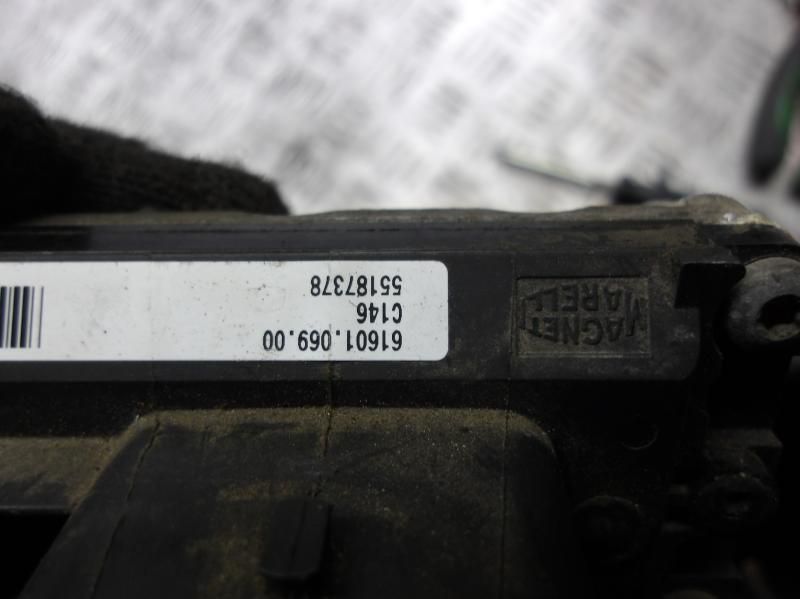 61601.069.00
C146
55187378
MAGNETI
MARELLI